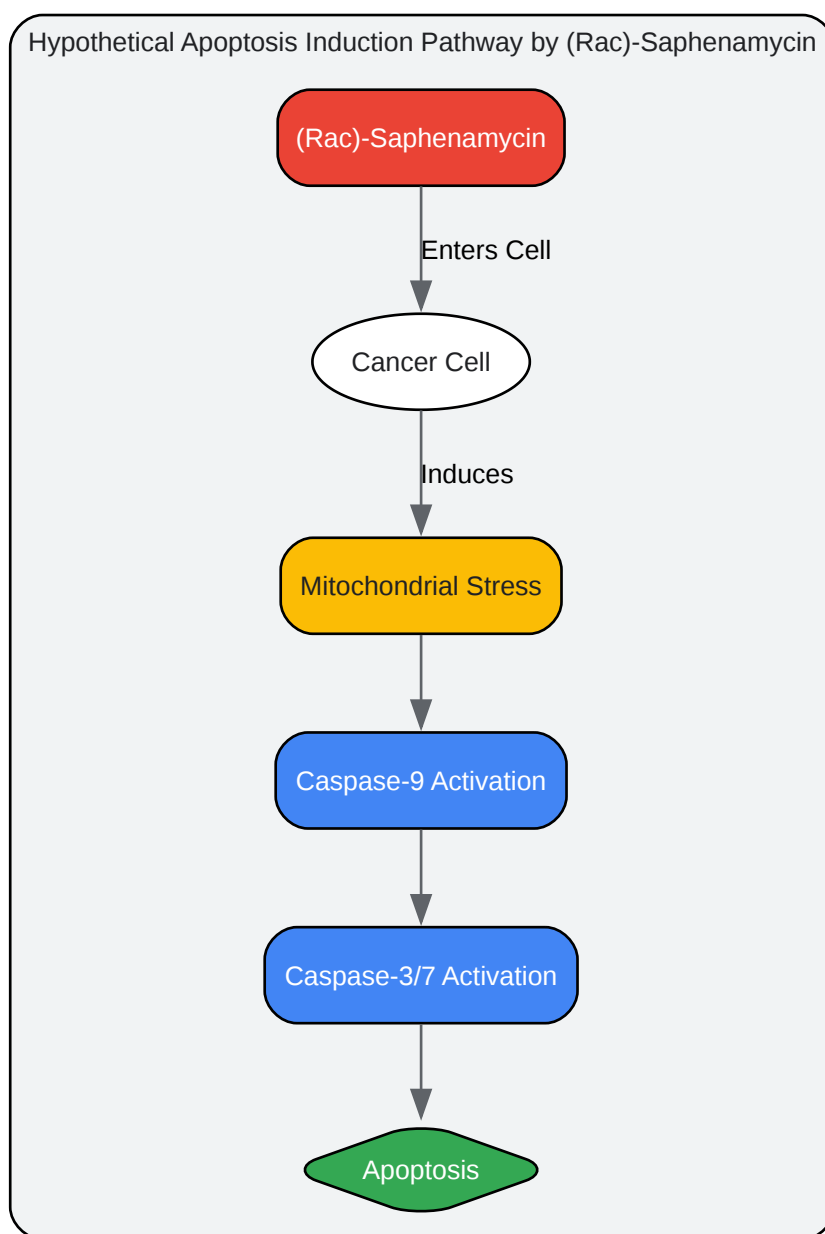 Hypothetical Apoptosis Induction Pathway by (Rac)-Saphenamycin
(Rac)-Saphenamycin
Enters Cell
Cancer Cell
Induces
Mitochondrial Stress
Caspase-9 Activation
Caspase-3/7 Activation
Apoptosis